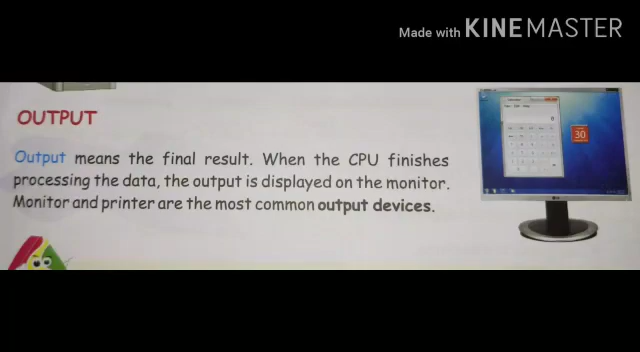 Made with KINEMASTER
OUTPUT
Output means the final result. When the CPU finishes
processing the data, the output is displayed on the monitor.
Monitor and printer are the most common output devices.
30